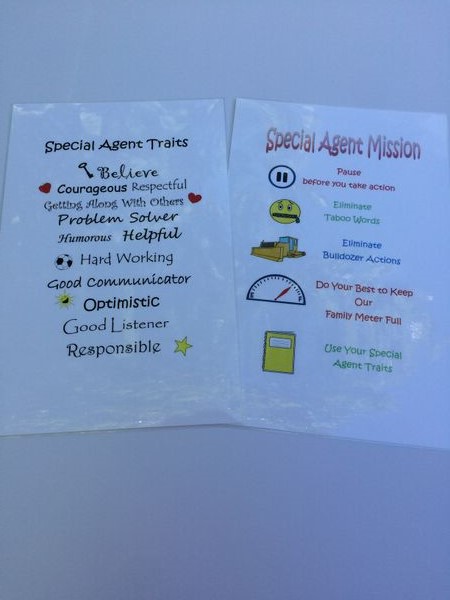 Special Agent Traits
Believe
Courageous Respectful
Getting Along With Others
Problem Solver
Humorous Helpful
Hard Working
Good Communicator
Optimistic
Good Listener
Responsible
Special Agent Mission
Pause
before you take action
Eliminate
Taboo Words
Eliminate
Bulldozer Actions
Do Your Best to Keep
Our
Family Meter Full
Use Your Special
Agent Traits